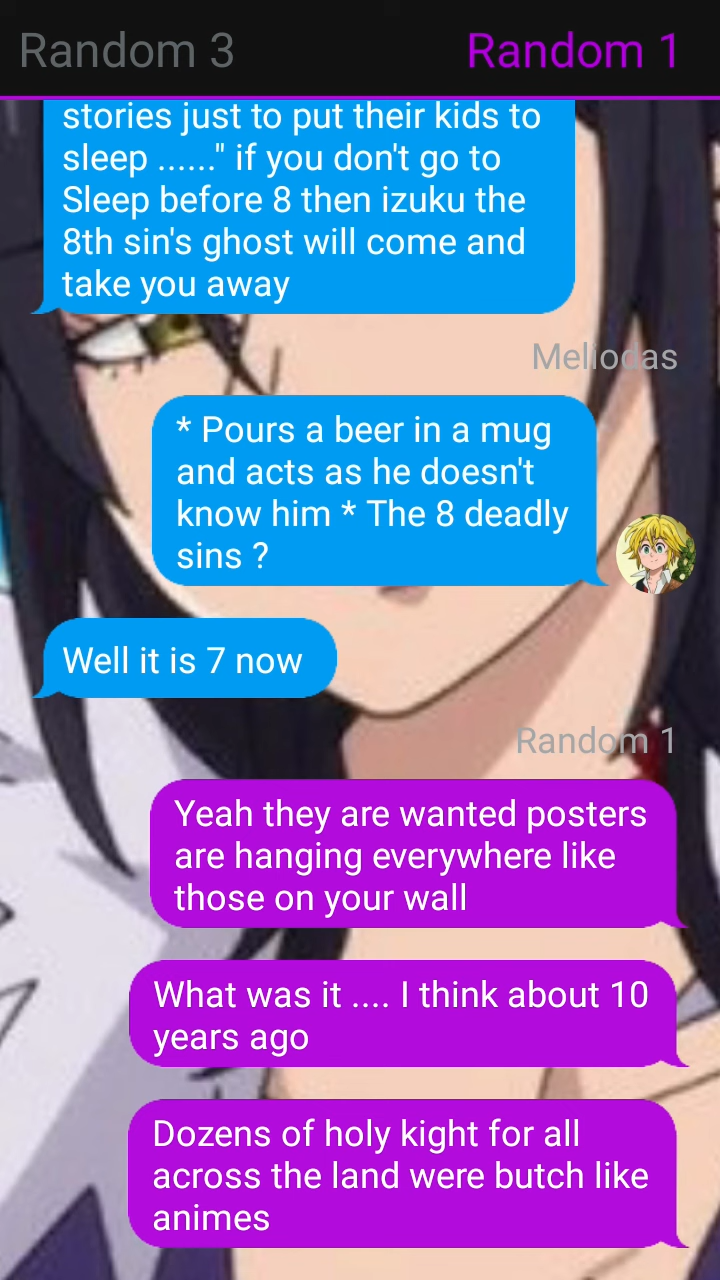 Random 3
Random 1
stories just to put their kids to
sleep ......" if you don't go to
Sleep before 8 then izuku the
8th sin's ghost will come and
take you away
Meliodas
* Pours a beer in a mug
and acts as he doesn't
know him * The 8 deadly
sins ?
Well it is 7 now
Random 1
Yeah they are wanted posters
are hanging everywhere like
those on your wall
What was it .... I think about 10
years ago
Dozens of holy kight for all
across the land were butch like
animes